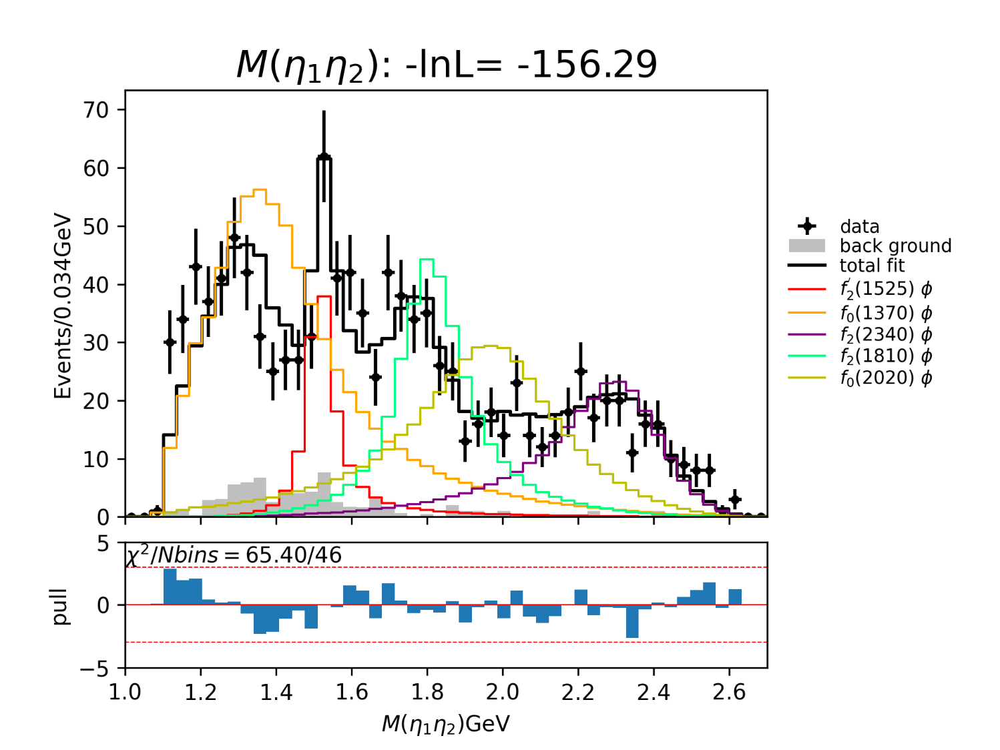 M(η₁η₂): -lnL= -156.29
Events/0.034GeV
70
60
50
40
30
20
10
0
data
back ground
total fit
f₂′(1525) ϕ
f₀(1370) ϕ
f₂(2340) ϕ
f₂(1810) ϕ
f₀(2020) ϕ
χ²/Nbins = 65.40/46
pull
5
0
−5
1.0 1.2 1.4 1.6 1.8 2.0 2.2 2.4 2.6
M(η₁η₂)GeV